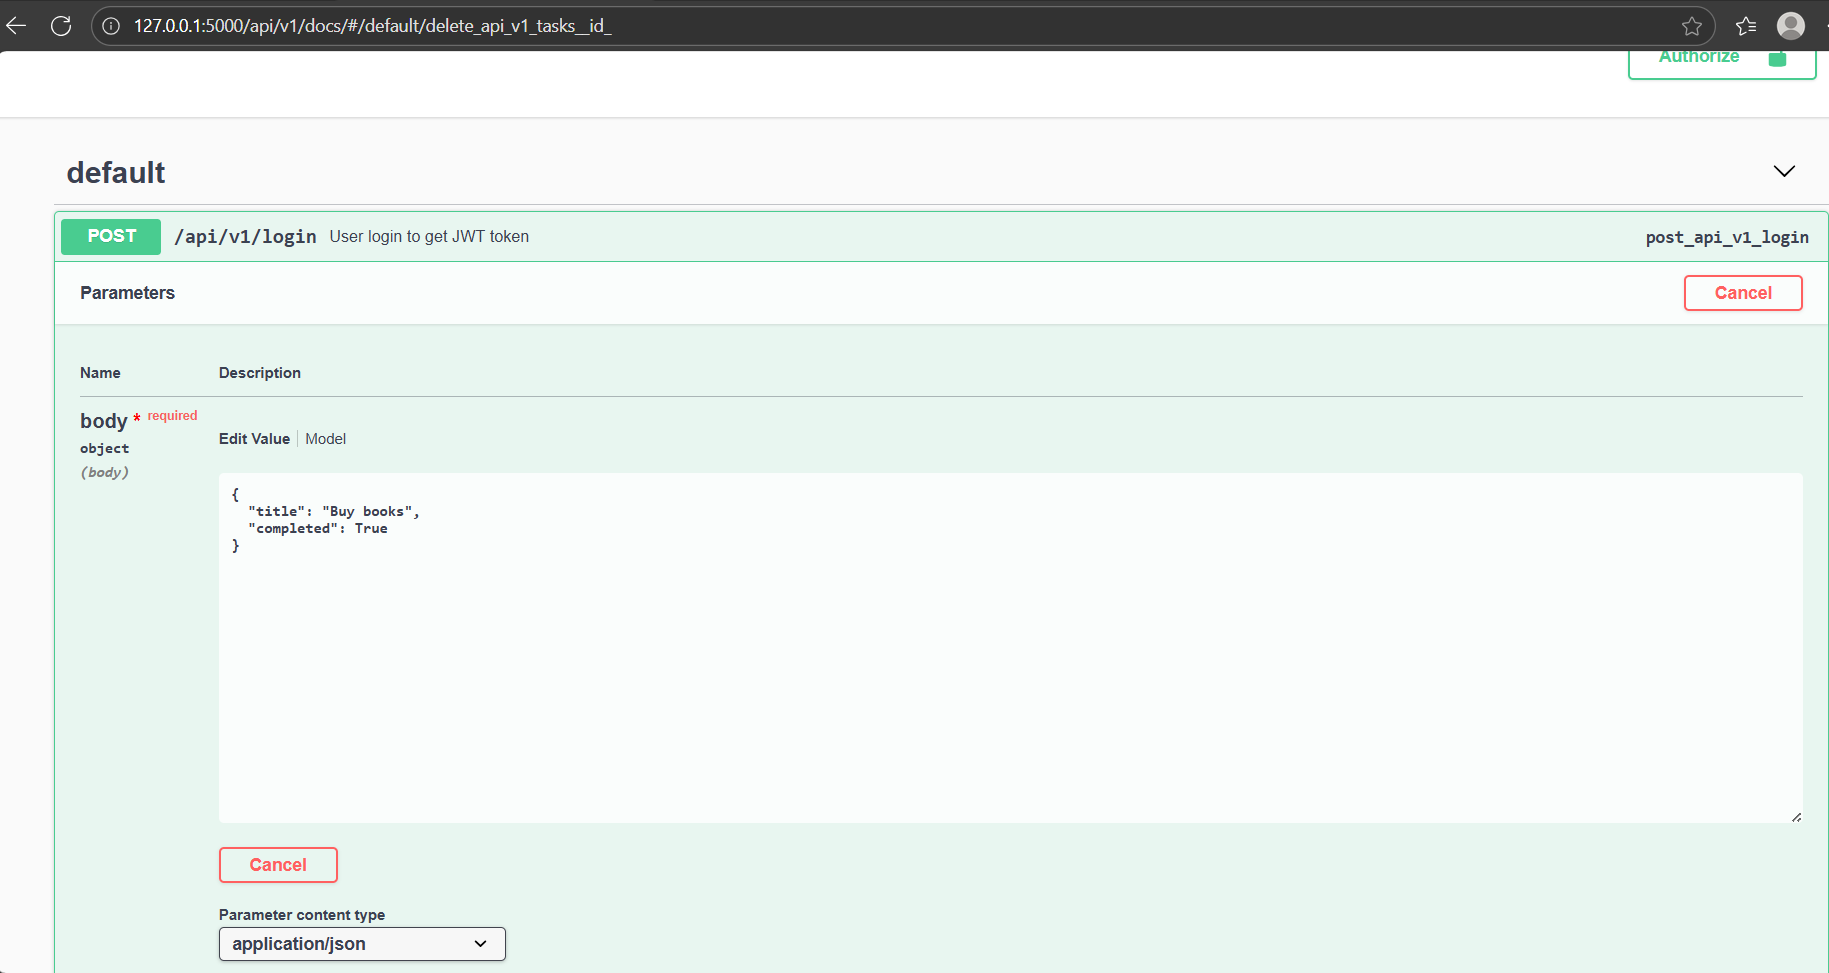 127.0.0.1:5000/api/v1/docs/#/default/delete_api_v1_tasks__id_
Authorize
default
POST /api/v1/login User login to get JWT token post_api_v1_login
Parameters Cancel
Name Description
body * required
object
(body)
Edit Value Model
{
"title": "Buy books",
"completed": True
}
Cancel
Parameter content type
application/json